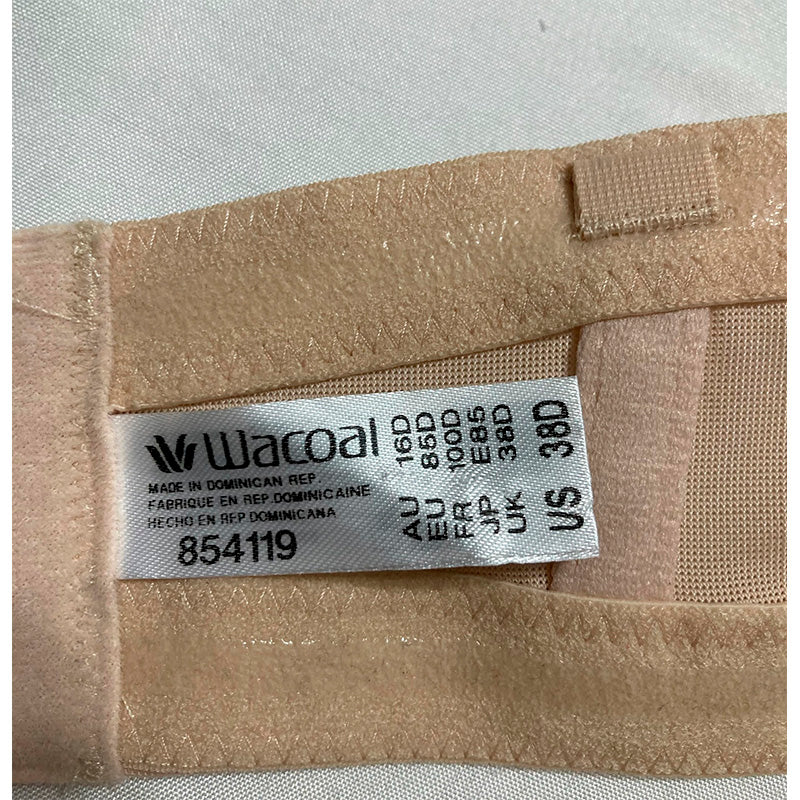 Wacoal
MADE IN DOMINICAN REP.
FABRIQUE EN REP.DOMINICAINE
HECHO EN REP.DOMINICANA
854119
AU 16D
EU 85D
FR 100D
JP E85
UK 38D
US 38D